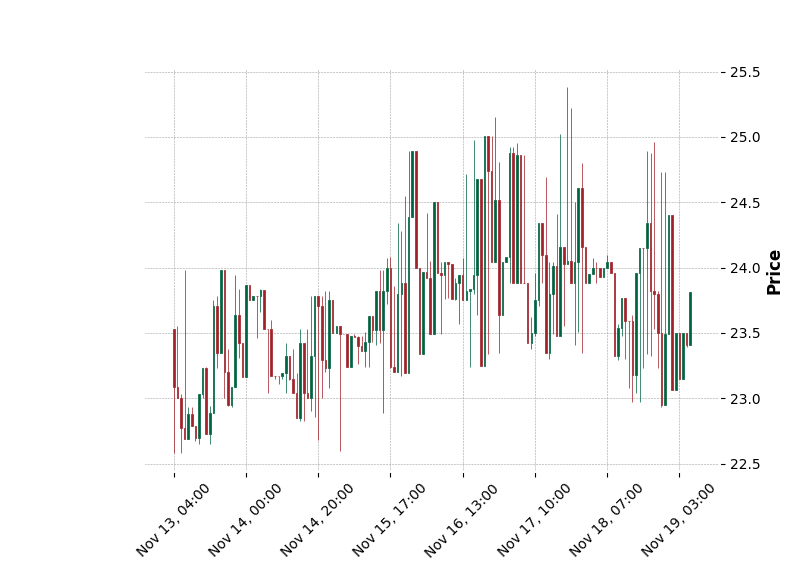 25.5
25.0
24.5
24.0
23.5
23.0
22.5
Price
Nov 13, 04:00
Nov 14, 00:00
Nov 14, 20:00
Nov 15, 17:00
Nov 16, 13:00
Nov 17, 10:00
Nov 18, 07:00
Nov 19, 03:00